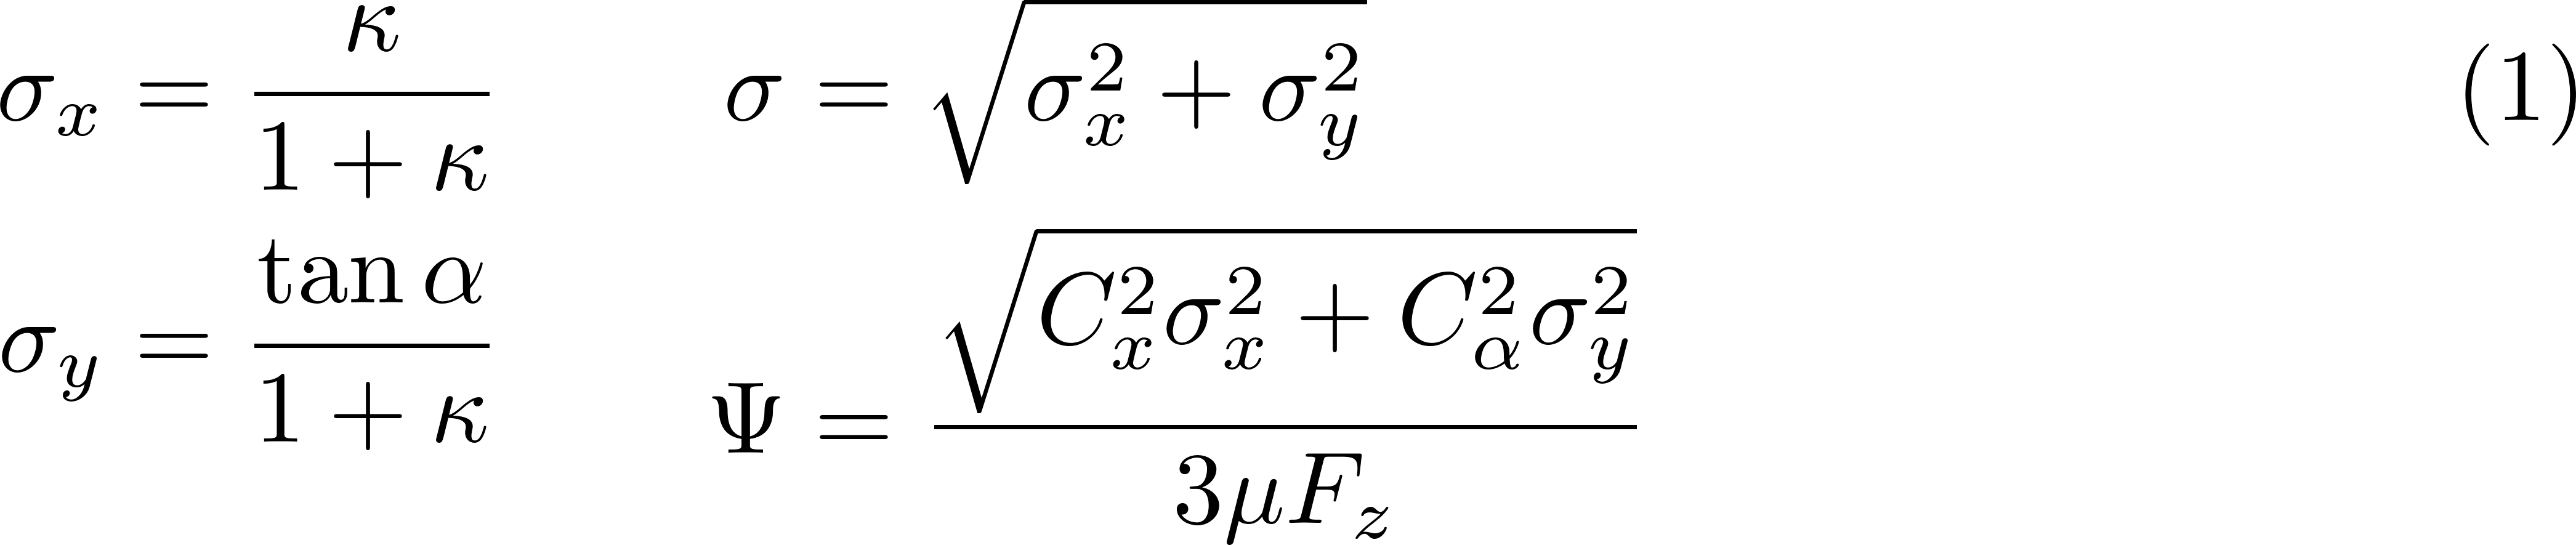 σ_x = κ / (1 + κ)    σ = √(σ_x^2 + σ_y^2)    (1)
σ_y = tan α / (1 + κ)    Ψ = √(C_x^2 σ_x^2 + C_α^2 σ_y^2) / (3μF_z)